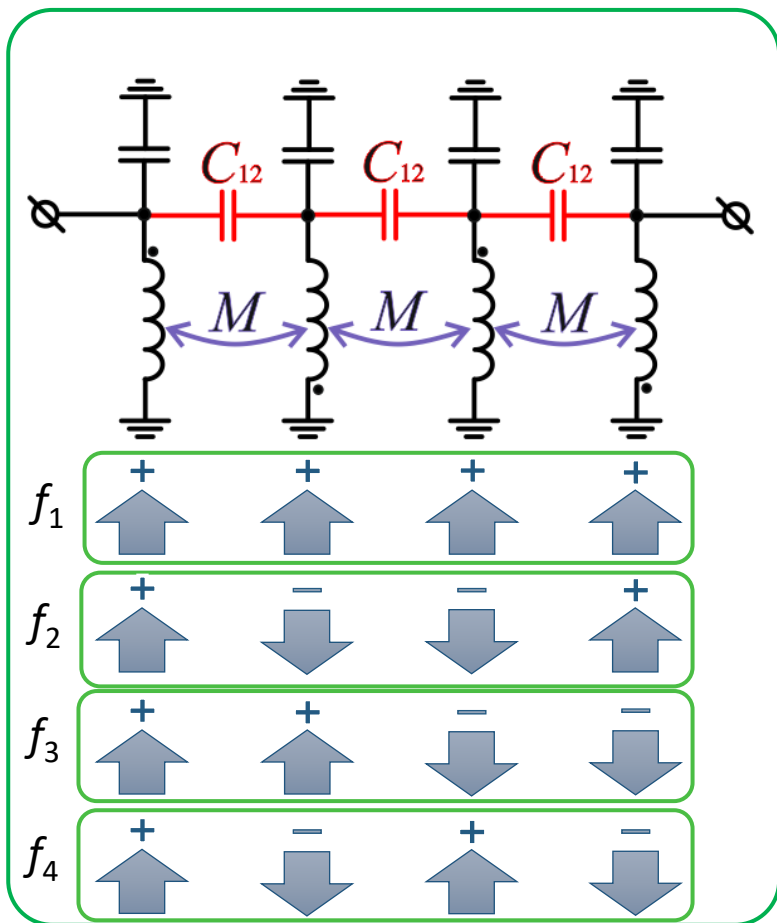 C12 C12 C12
M M M
+ + + +
f1
+ − − +
f2
+ + − −
f3
+ − + −
f4